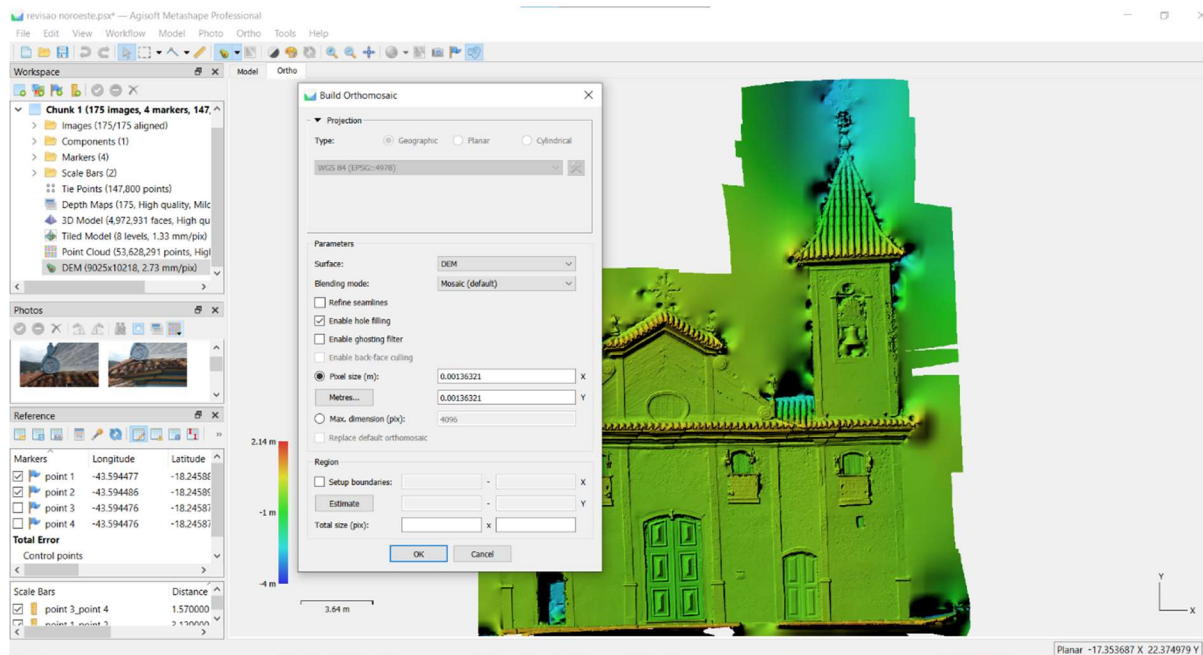 revisao noroeste.psx* — Agisoft Metashape Professional
File Edit View Workflow Model Photo Ortho Tools Help
Workspace
Model Ortho
Chunk 1 (175 images, 4 markers, 147,
Images (175/175 aligned)
Components (1)
Markers (4)
Scale Bars (2)
Tie Points (147,800 points)
Depth Maps (175, High quality, Milc
3D Model (4,972,931 faces, High qu
Tiled Model (8 levels, 1.33 mm/pix)
Point Cloud (53,628,291 points, Higl
DEM (9025x10218, 2.73 mm/pix)
Photos
Reference
Markers Longitude Latitude
point 1 -43.594477 -18.24588
point 2 -43.594486 -18.24589
point 3 -43.594476 -18.24587
point 4 -43.594476 -18.24587
Total Error
Control points
Scale Bars Distance
point 3_point 4 1.570000
point 1_point 2 2.120000
Build Orthomosaic
Projection
Type: Geographic Planar Cylindrical
WGS 84 (EPSG::4978)
Parameters
Surface: DEM
Blending mode: Mosaic (default)
Refine seamlines
Enable hole filling
Enable ghosting filter
Enable back-face culling
Pixel size (m): 0.00136321 X
Metres... 0.00136321 Y
Max. dimension (pix): 4096
Replace default orthomosaic
Region
Setup boundaries: - X
Estimate - Y
Total size (pix): x
OK Cancel
2.14 m
-1 m
-4 m
3.64 m
Y
X
Planar -17.353687 X 22.374979 Y